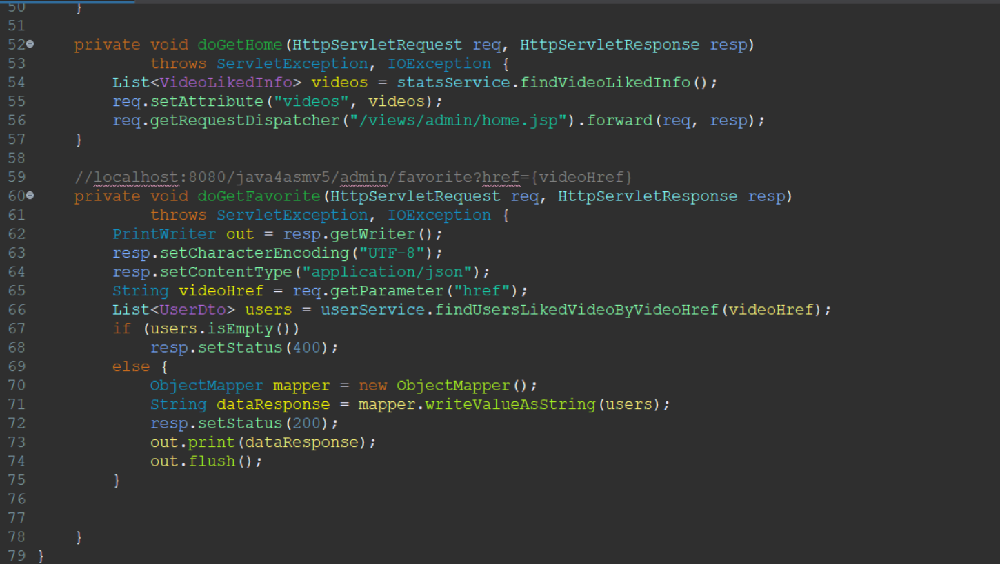 50 }
51
52 private void doGetHome(HttpServletRequest req, HttpServletResponse resp)
53 throws ServletException, IOException {
54 List<VideoLikedInfo> videos = statsService.findVideoLikedInfo();
55 req.setAttribute("videos", videos);
56 req.getRequestDispatcher("/views/admin/home.jsp").forward(req, resp);
57 }
58
59 //localhost:8080/java4asmv5/admin/favorite?href={videoHref}
60 private void doGetFavorite(HttpServletRequest req, HttpServletResponse resp)
61 throws ServletException, IOException {
62 PrintWriter out = resp.getWriter();
63 resp.setCharacterEncoding("UTF-8");
64 resp.setContentType("application/json");
65 String videoHref = req.getParameter("href");
66 List<UserDto> users = userService.findUsersLikedVideoByVideoHref(videoHref);
67 if (users.isEmpty())
68 resp.setStatus(400);
69 else {
70 ObjectMapper mapper = new ObjectMapper();
71 String dataResponse = mapper.writeValueAsString(users);
72 resp.setStatus(200);
73 out.print(dataResponse);
74 out.flush();
75 }
76
77
78 }
79 }